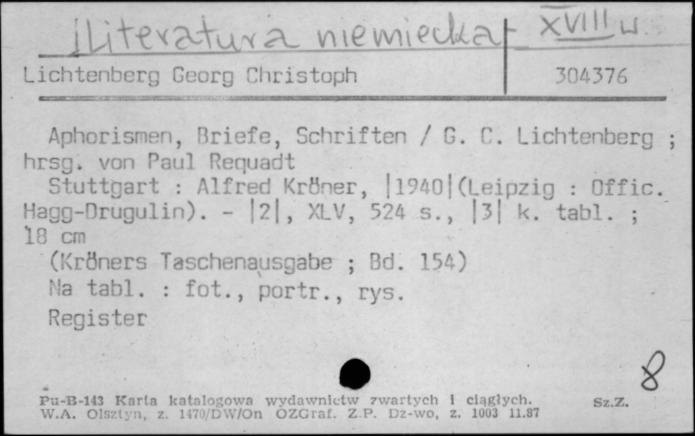 Literatura niemiecka XVIII w.
Lichtenberg Georg Christoph 304376
Aphorismen, Briefe, Schriften / G. C. Lichtenberg ;
hrsg. von Paul Requadt
Stuttgart : Alfred Kröner, |1940|(Leipzig : Offic.
Hagg-Drugulin). - |2|, XLV, 524 s., |3| k. tabl. ;
18 cm
(Kröners Taschenausgabe ; Bd. 154)
Na tabl. : fot., portr., rys.
Register
8
Pu-B-143 Karta katalogowa wydawnictw zwartych i ciągłych. Sz.Z.
W.A. Olsztyn, z. 1470/DW/On OZGraf. Z.P. Dz-wo, z. 1003 11.87